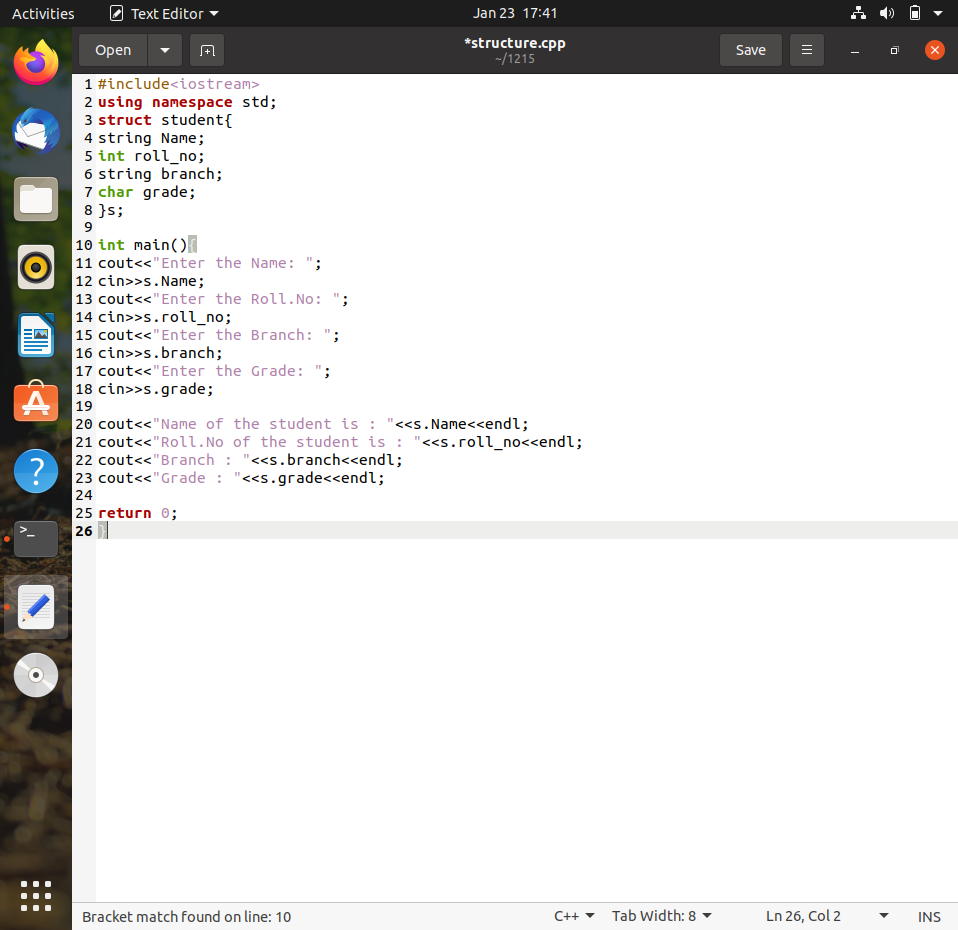 Activities Text Editor Jan 23 17:41
Open *structure.cpp Save
~/1215
1 #include<iostream>
2 using namespace std;
3 struct student{
4 string Name;
5 int roll_no;
6 string branch;
7 char grade;
8 }s;
9
10 int main(){
11 cout<<"Enter the Name: ";
12 cin>>s.Name;
13 cout<<"Enter the Roll.No: ";
14 cin>>s.roll_no;
15 cout<<"Enter the Branch: ";
16 cin>>s.branch;
17 cout<<"Enter the Grade: ";
18 cin>>s.grade;
19
20 cout<<"Name of the student is : "<<s.Name<<endl;
21 cout<<"Roll.No of the student is : "<<s.roll_no<<endl;
22 cout<<"Branch : "<<s.branch<<endl;
23 cout<<"Grade : "<<s.grade<<endl;
24
25 return 0;
26 }
Bracket match found on line: 10 C++ Tab Width: 8 Ln 26, Col 2 INS